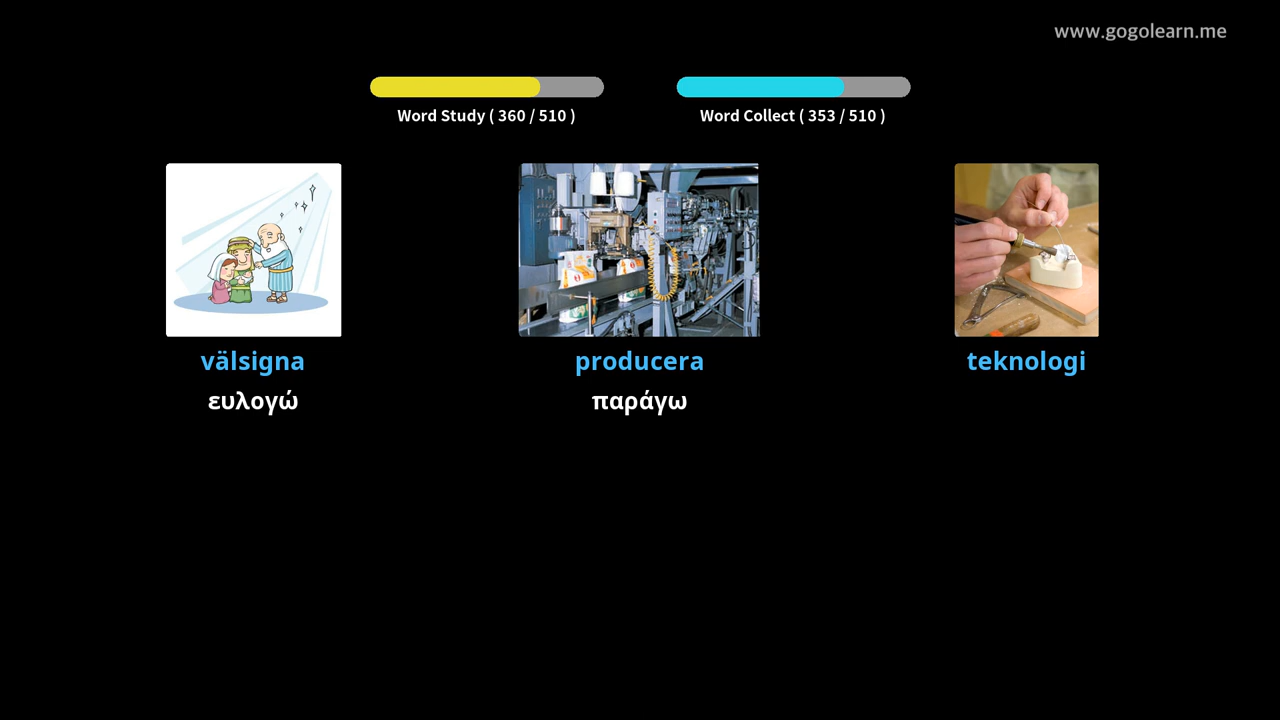 www.gogolearn.me
Word Study ( 360 / 510 )
Word Collect ( 353 / 510 )
välsigna
producera
teknologi
ευλογώ
παράγω